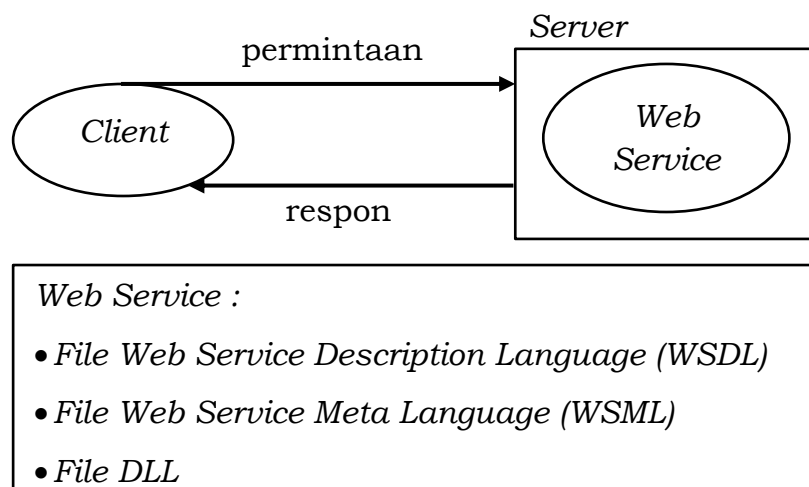 Server
permintaan
Client
Web
Service
respon
Web Service :
• File Web Service Description Language (WSDL)
• File Web Service Meta Language (WSML)
• File DLL